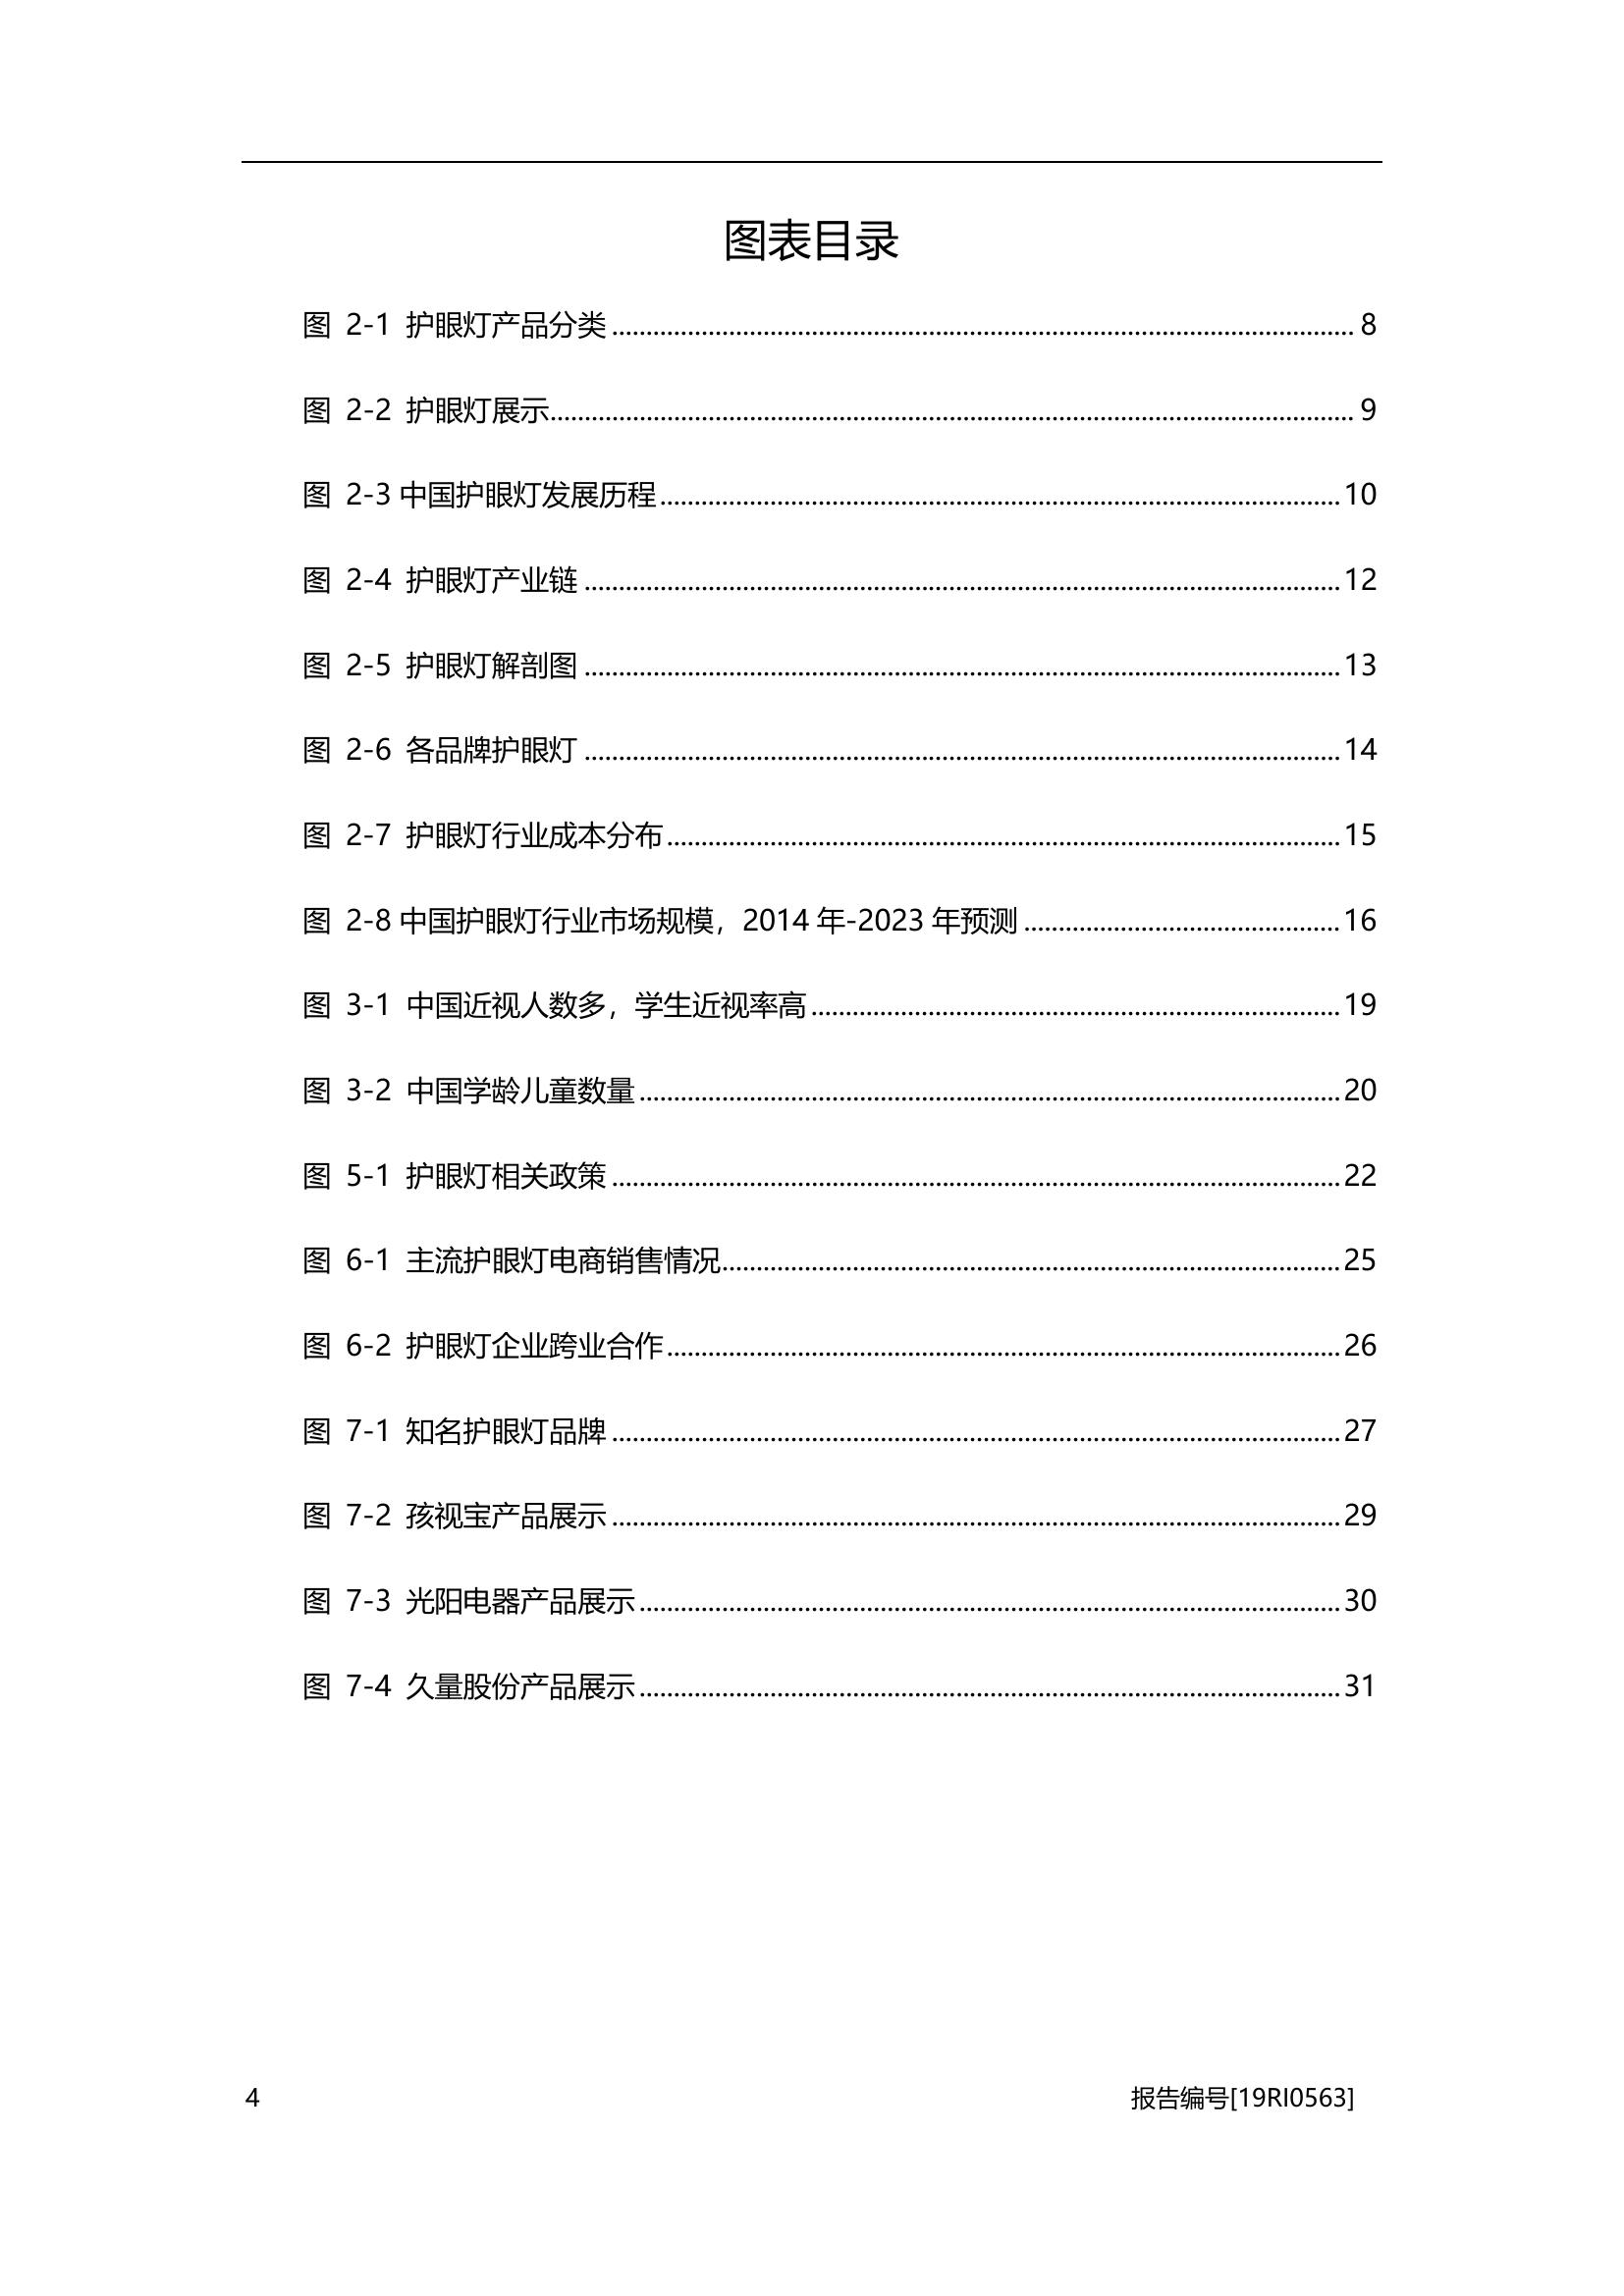 图表目录
图 2-1 护眼灯产品分类 ........................................ 8
图 2-2 护眼灯展示........................................ 9
图 2-3 中国护眼灯发展历程 ........................................ 10
图 2-4 护眼灯产业链 ........................................ 12
图 2-5 护眼灯解剖图 ........................................ 13
图 2-6 各品牌护眼灯 ........................................ 14
图 2-7 护眼灯行业成本分布 ........................................ 15
图 2-8 中国护眼灯行业市场规模，2014 年-2023 年预测 ........................................ 16
图 3-1 中国近视人数多，学生近视率高 ........................................ 19
图 3-2 中国学龄儿童数量 ........................................ 20
图 5-1 护眼灯相关政策 ........................................ 22
图 6-1 主流护眼灯电商销售情况........................................ 25
图 6-2 护眼灯企业跨业合作 ........................................ 26
图 7-1 知名护眼灯品牌 ........................................ 27
图 7-2 孩视宝产品展示 ........................................ 29
图 7-3 光阳电器产品展示 ........................................ 30
图 7-4 久量股份产品展示 ........................................ 31
4 报告编号[19RI0563]